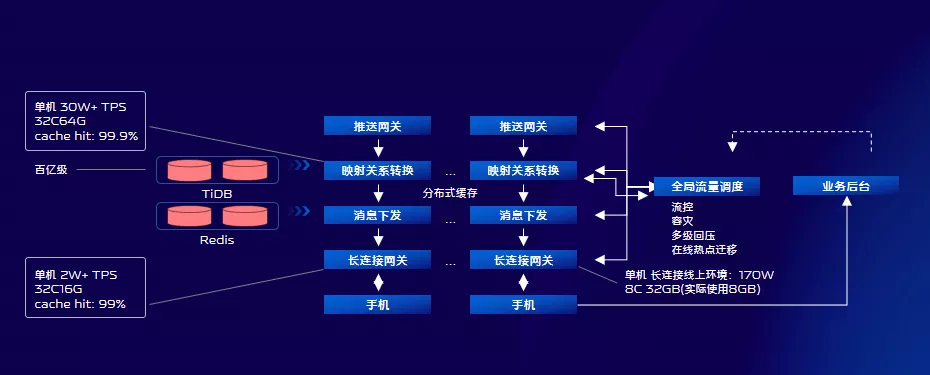 单机 30W+ TPS
32C64G
cache hit: 99.9%
百亿级
TiDB
Redis
单机 2W+ TPS
32C16G
cache hit: 99%
推送网关
推送网关
映射关系转换
...
映射关系转换
分布式缓存
消息下发
...
消息下发
长连接网关
...
长连接网关
手机
手机
全局流量调度
流控
容灾
多级回压
在线热点迁移
业务后台
单机 长连接线上环境：170W
8C 32GB(实际使用8GB)